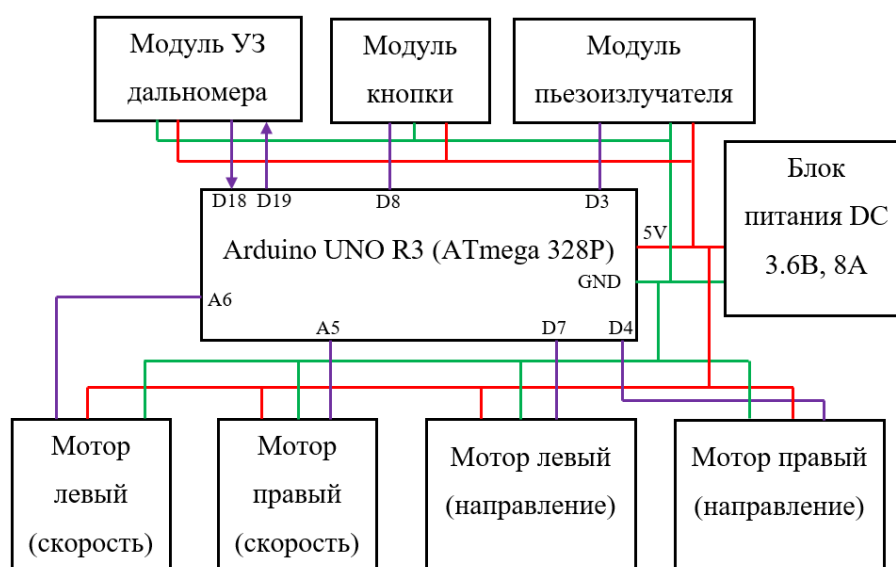 Модуль УЗ
дальномера
Модуль
кнопки
Модуль
пьезоизлучателя
Блок
питания DC
3.6В, 8А
D18 D19
D8
D3
Arduino UNO R3 (ATmega 328P)
5V
GND
A6
A5
D7
D4
Мотор
левый
(скорость)
Мотор
правый
(скорость)
Мотор левый
(направление)
Мотор правый
(направление)